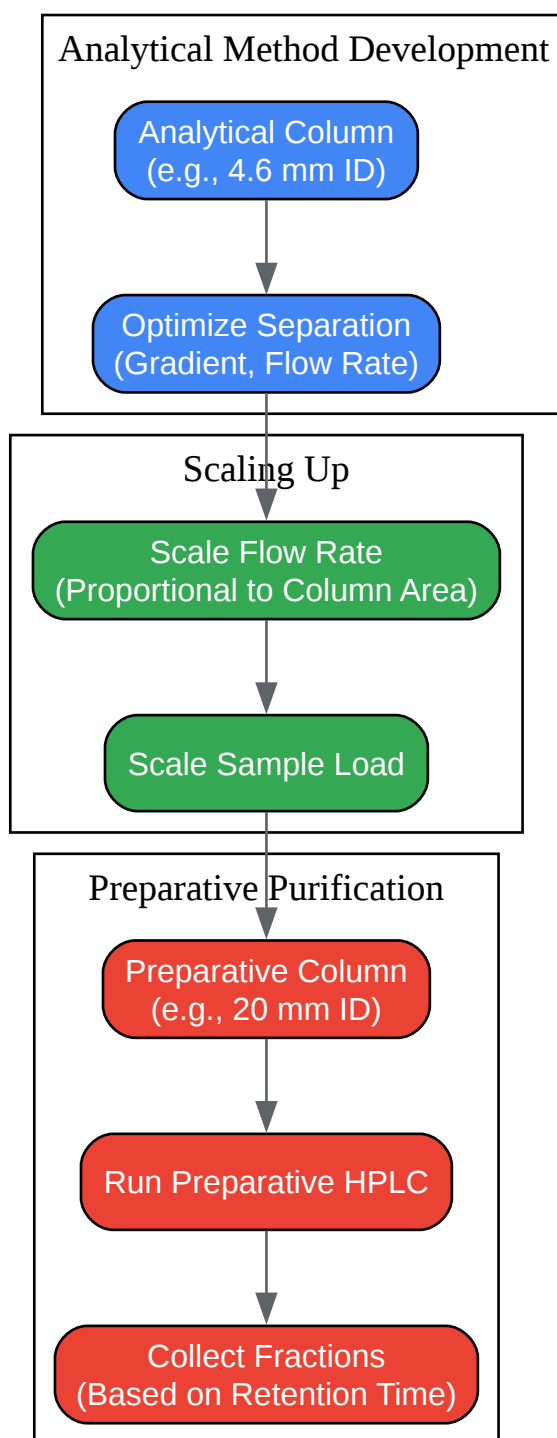 Analytical Method Development
Analytical Column
(e.g., 4.6 mm ID)
Optimize Separation
(Gradient, Flow Rate)
Scaling Up
Scale Flow Rate
(Proportional to Column Area)
Scale Sample Load
Preparative Purification
Preparative Column
(e.g., 20 mm ID)
Run Preparative HPLC
Collect Fractions
(Based on Retention Time)